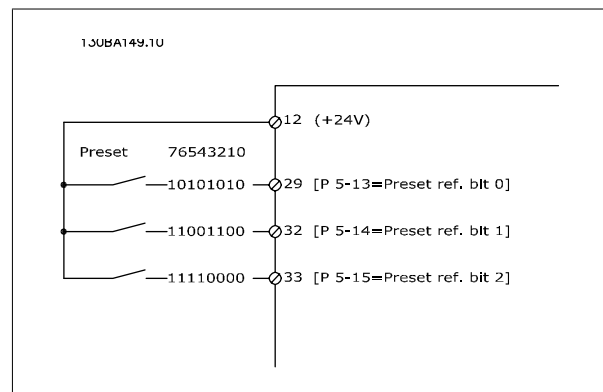 130BA149.10
12 (+24V)
Preset 76543210
10101010 29 [P 5-13=Preset ref. bit 0]
11001100 32 [P 5-14=Preset ref. bit 1]
11110000 33 [P 5-15=Preset ref. bit 2]